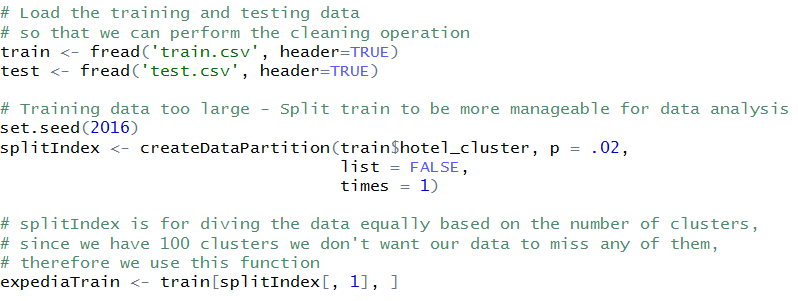 # Load the training and testing data
# so that we can perform the cleaning operation
train <- fread('train.csv', header=TRUE)
test <- fread('test.csv', header=TRUE)

# Training data too large - Split train to be more manageable for data analysis
set.seed(2016)
splitIndex <- createDataPartition(train$hotel_cluster, p = .02,
                                  list = FALSE,
                                  times = 1)

# splitIndex is for diving the data equally based on the number of clusters,
# since we have 100 clusters we don't want our data to miss any of them,
# therefore we use this function
expediaTrain <- train[splitIndex[, 1], ]